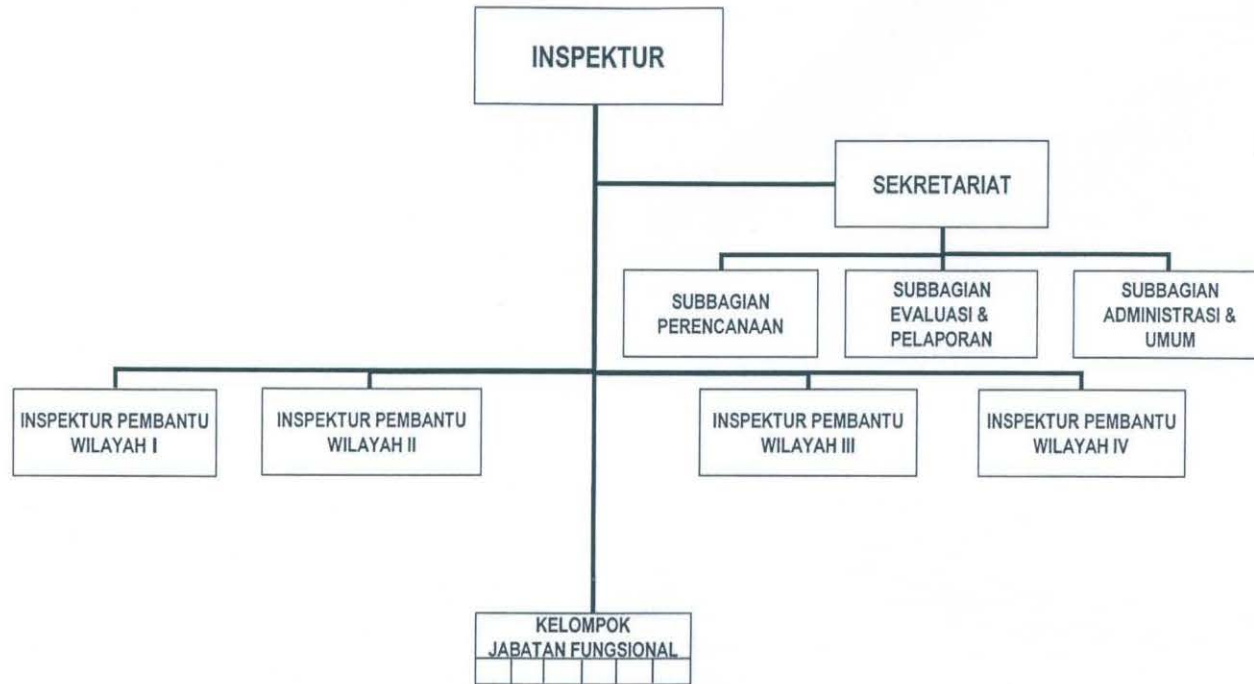 INSPEKTUR
SEKRETARIAT
SUBBAGIAN
PERENCANAAN
SUBBAGIAN
EVALUASI &
PELAPORAN
SUBBAGIAN
ADMINISTRASI &
UMUM
INSPEKTUR PEMBANTU
WILAYAH I
INSPEKTUR PEMBANTU
WILAYAH II
INSPEKTUR PEMBANTU
WILAYAH III
INSPEKTUR PEMBANTU
WILAYAH IV
KELOMPOK
JABATAN FUNGSIONAL